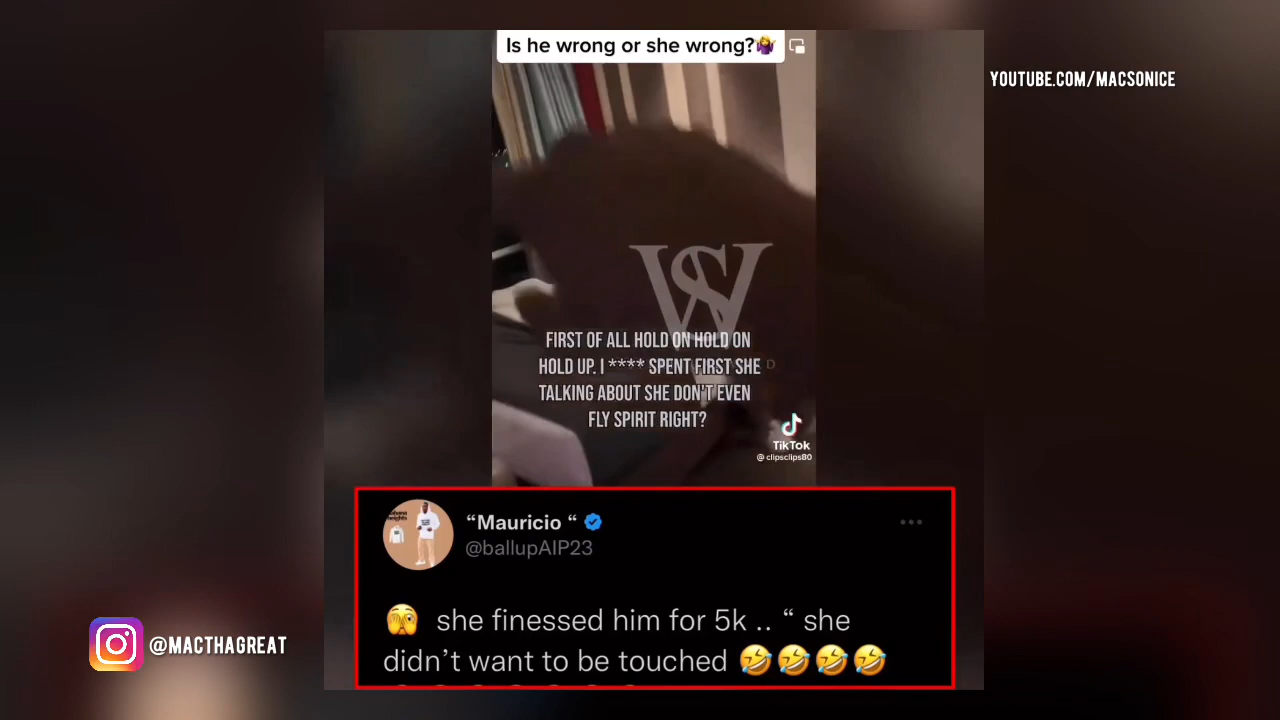 Is he wrong or she wrong?🤷‍♀️
YOUTUBE.COM/MACSONICE
WS
FIRST OF ALL HOLD ON HOLD ON
HOLD UP. I **** SPENT FIRST SHE
TALKING ABOUT SHE DON'T EVEN
FLY SPIRIT RIGHT?
TikTok
@clipsclips80
“Mauricio “
@ballupAIP23
🫣 she finessed him for 5k .. “ she
didn’t want to be touched 🤣🤣🤣🤣
@MACTHAGREAT